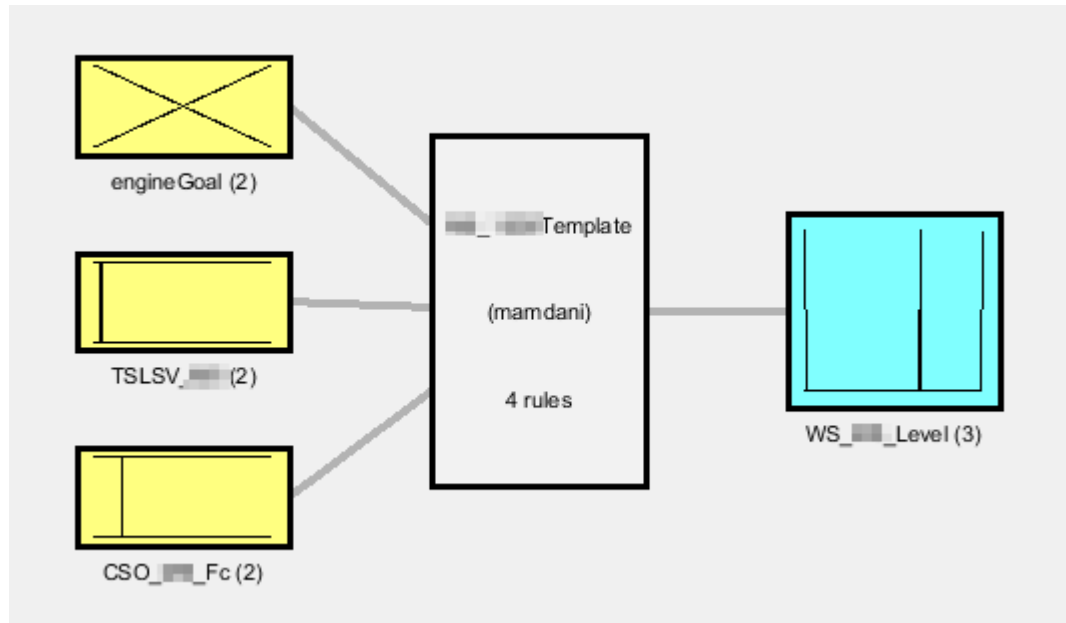 engineGoal (2)
TSLSV_ (2)
CSO_ _Fc (2)
_ Template
(mamdani)
4 rules
WS_ _Level (3)